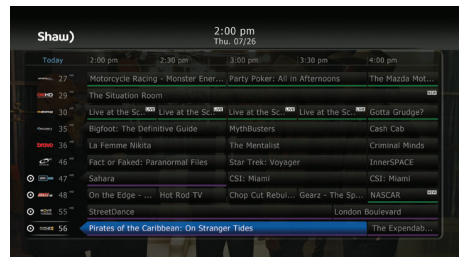 Shaw)
2:00 pm
Thu. 07/26
Today 2:00 pm 2:30 pm 3:00 pm 3:30 pm 4:00 pm
27 Motorcycle Racing - Monster Ener... Party Poker: All in Afternoons The Mazda Mot...
29 The Situation Room
30 Live at the Sc.. LIVE Live at the Sc.. LIVE Live at the Sc.. LIVE Live at the Sc.. LIVE Gotta Grudge?
35 Bigfoot: The Definitive Guide MythBusters Cash Cab
bravo 36 La Femme Nikita The Mentalist Criminal Minds
46 Fact or Faked: Paranormal Files Star Trek: Voyager InnerSPACE
47 Sahara CSI: Miami CSI: Miami
48 On the Edge - ... Hot Rod TV Chop Cut Rebui... Gearz - The Sp... NASCAR
55 StreetDance London Boulevard
56 Pirates of the Caribbean: On Stranger Tides The Expendab...